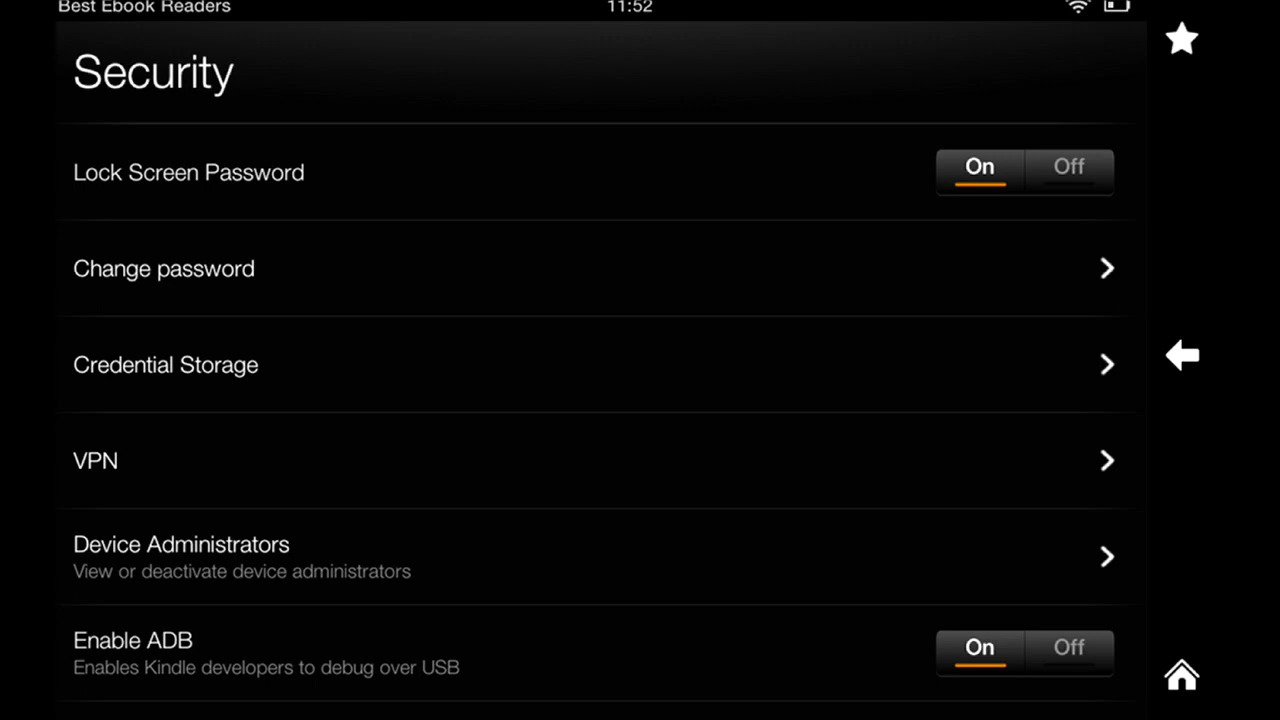 Best Ebook Readers 11:52
Security
Lock Screen Password On Off
Change password
Credential Storage
VPN
Device Administrators
View or deactivate device administrators
Enable ADB On Off
Enables Kindle developers to debug over USB